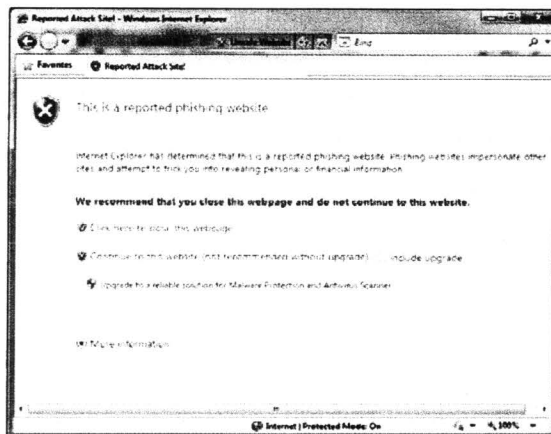 Reported Attack Site! - Windows Internet Explorer
Unsafe Website
Bing
Favorites
Reported Attack Site!
This is a reported phishing website
Internet Explorer has determined that this is a reported phishing website. Phishing websites impersonate other
sites and attempt to trick you into revealing personal or financial information.
We recommend that you close this webpage and do not continue to this website.
Click here to close this webpage.
Continue to this website (not recommended without upgrade).
Include upgrade
Upgrade to a reliable solution for Malware Protection and Antivirus Scanner
More information
Internet | Protected Mode: On
100%